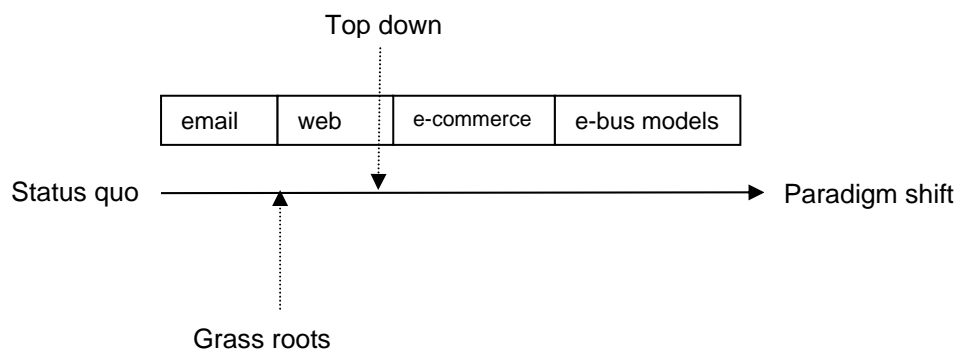 Top down
email web e-commerce e-bus models
Status quo Paradigm shift
Grass roots